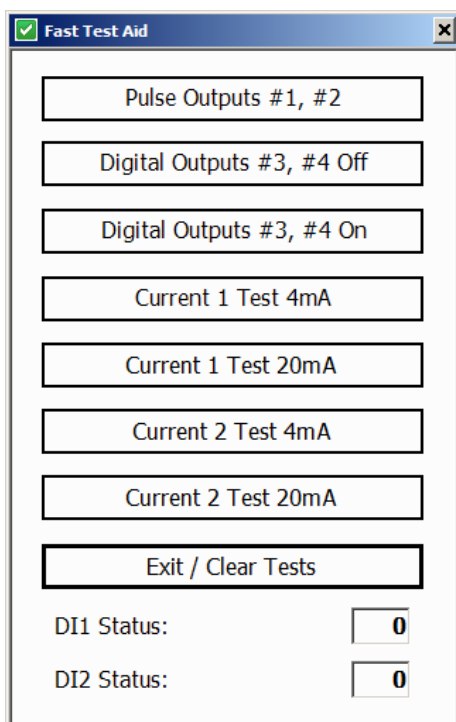 Fast Test Aid
Pulse Outputs #1, #2
Digital Outputs #3, #4 Off
Digital Outputs #3, #4 On
Current 1 Test 4mA
Current 1 Test 20mA
Current 2 Test 4mA
Current 2 Test 20mA
Exit / Clear Tests
DI1 Status: 0
DI2 Status: 0